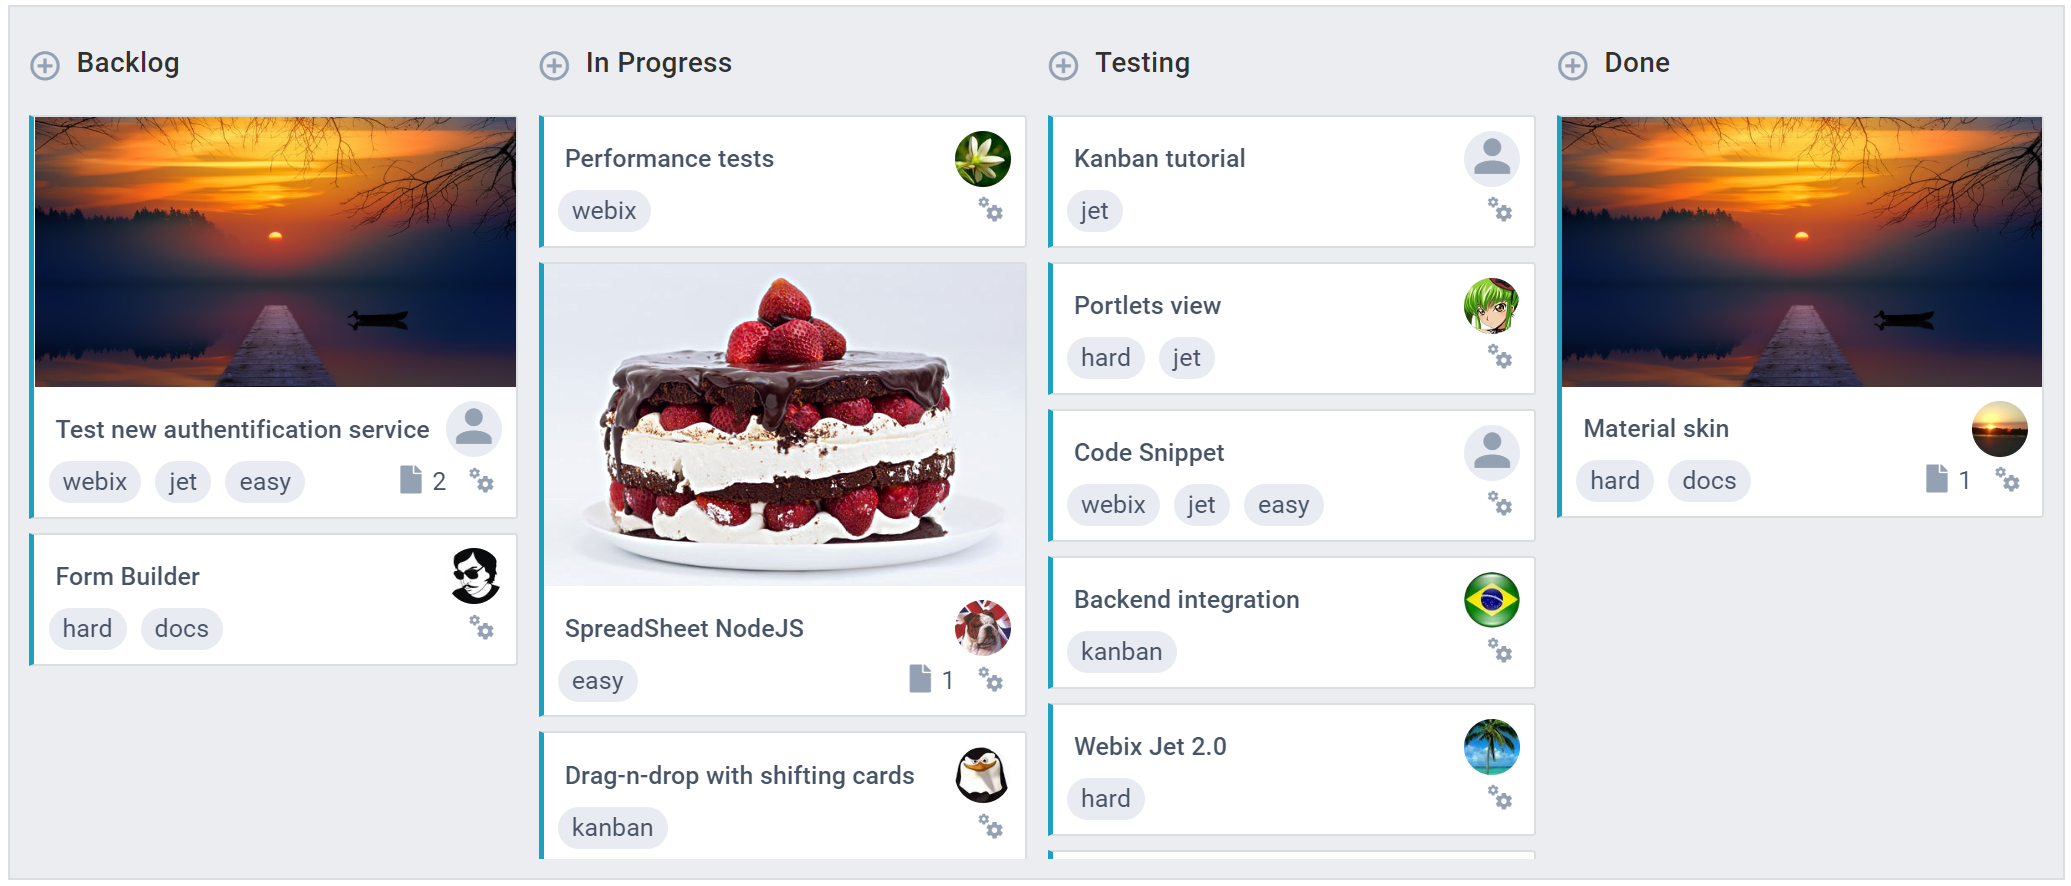 Backlog
Test new authentification service
webix jet easy 2
Form Builder
hard docs
In Progress
Performance tests
webix
SpreadSheet NodeJS
easy 1
Drag-n-drop with shifting cards
kanban
Testing
Kanban tutorial
jet
Portlets view
hard jet
Code Snippet
webix jet easy
Backend integration
kanban
Webix Jet 2.0
hard
Done
Material skin
hard docs 1